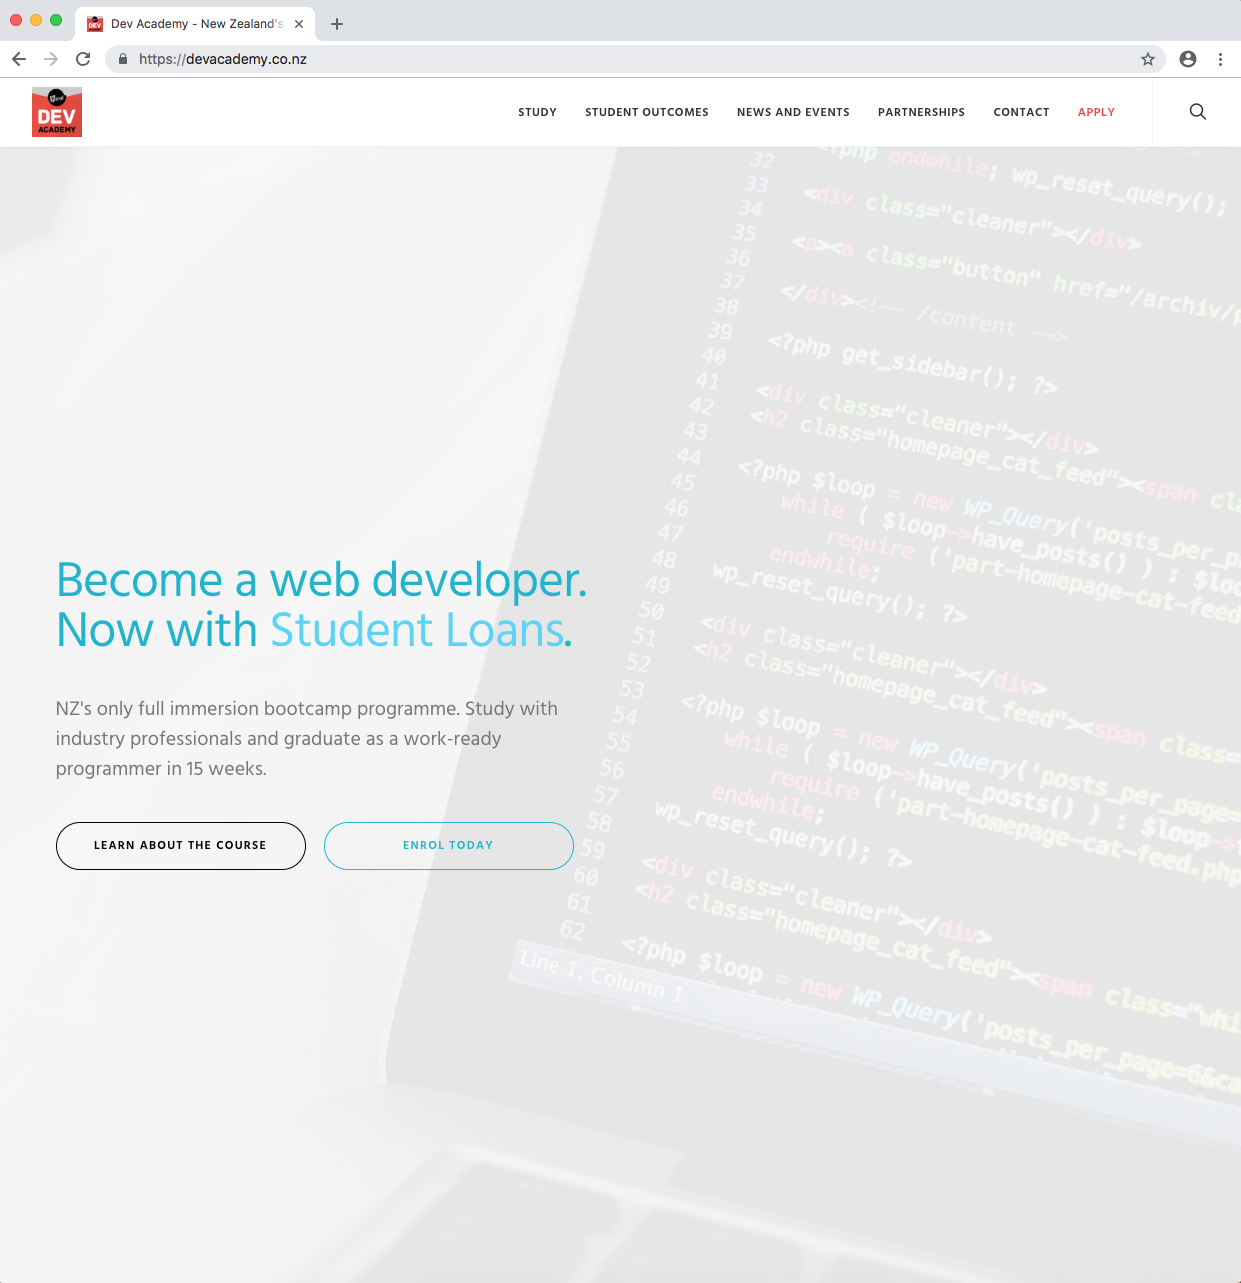 Dev Academy - New Zealand's
https://devacademy.co.nz
DEV
ACADEMY
STUDY
STUDENT OUTCOMES
NEWS AND EVENTS
PARTNERSHIPS
CONTACT
APPLY
Become a web developer.
Now with Student Loans.
NZ's only full immersion bootcamp programme. Study with
industry professionals and graduate as a work-ready
programmer in 15 weeks.
LEARN ABOUT THE COURSE
ENROL TODAY
32 <?php endwhile; wp_reset_query();
33
34 <div class="cleaner"></div>
35
36 <p><a class="button" href="/archiv/
37
38 </div><!-- /content -->
39
40 <?php get_sidebar(); ?>
41
42 <div class="cleaner"></div>
43 <h2 class="homepage_cat_feed"><span
44
45 <?php $loop = new WP_Query('posts_per_p
46 while ( $loop->have_posts() ) : $loo
47 require ('part-homepage-cat-feed
48 endwhile;
49 wp_reset_query(); ?>
50
51 <div class="cleaner"></div>
52 <h2 class="homepage_cat_feed"><span class=
53
54 <?php $loop = new WP_Query('posts_per_page=
55 while ( $loop->have_posts() ) : $loop->
56 require ('part-homepage-cat-feed.php
57 endwhile;
58 wp_reset_query(); ?>
59
60 <div class="cleaner"></div>
61 <h2 class="homepage_cat_feed"><span class="whi
62
<?php $loop = new WP_Query('posts_per_page=6&ca
Line 1, Column 1